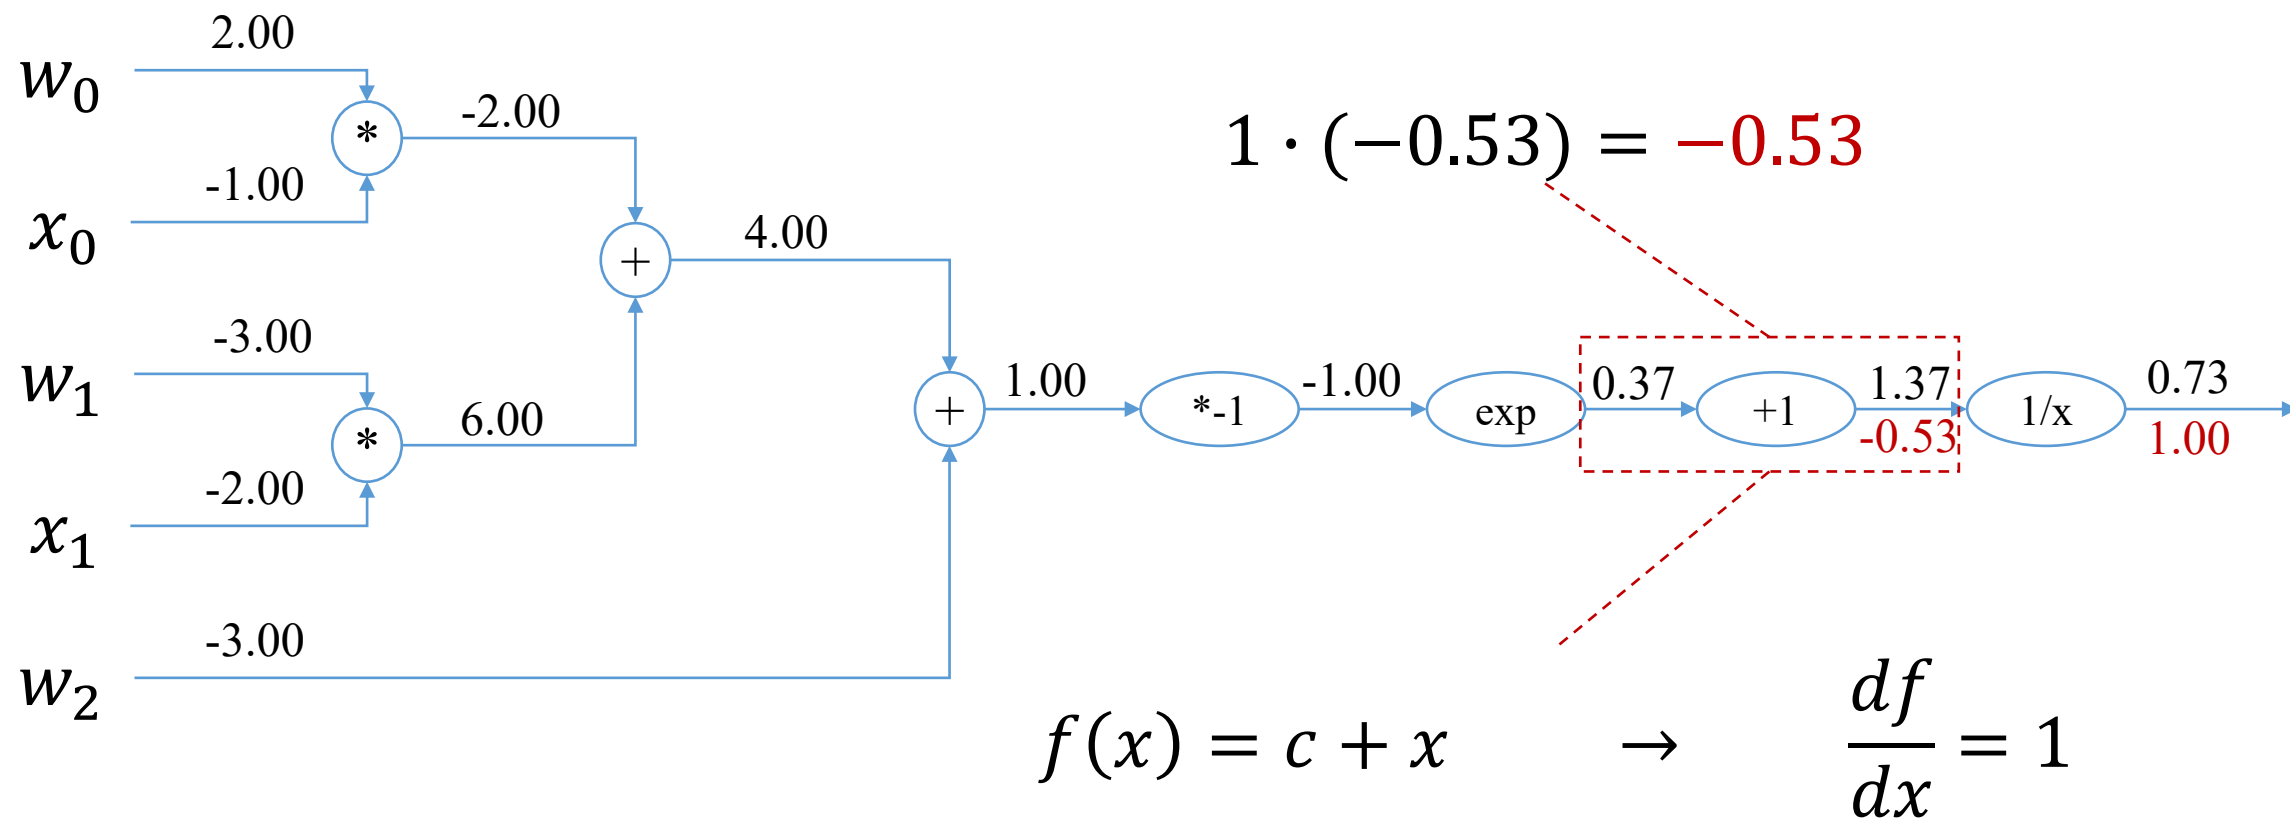 2.00
w₀
*
-2.00
1 · (−0.53) = −0.53
-1.00
x₀
+
4.00
-3.00
w₁
*
6.00
-2.00
x₁
+
1.00
*-1
-1.00
exp
0.37
+1
1.37
-0.53
1/x
0.73
1.00
-3.00
w₂
f(x) = c + x → df/dx = 1